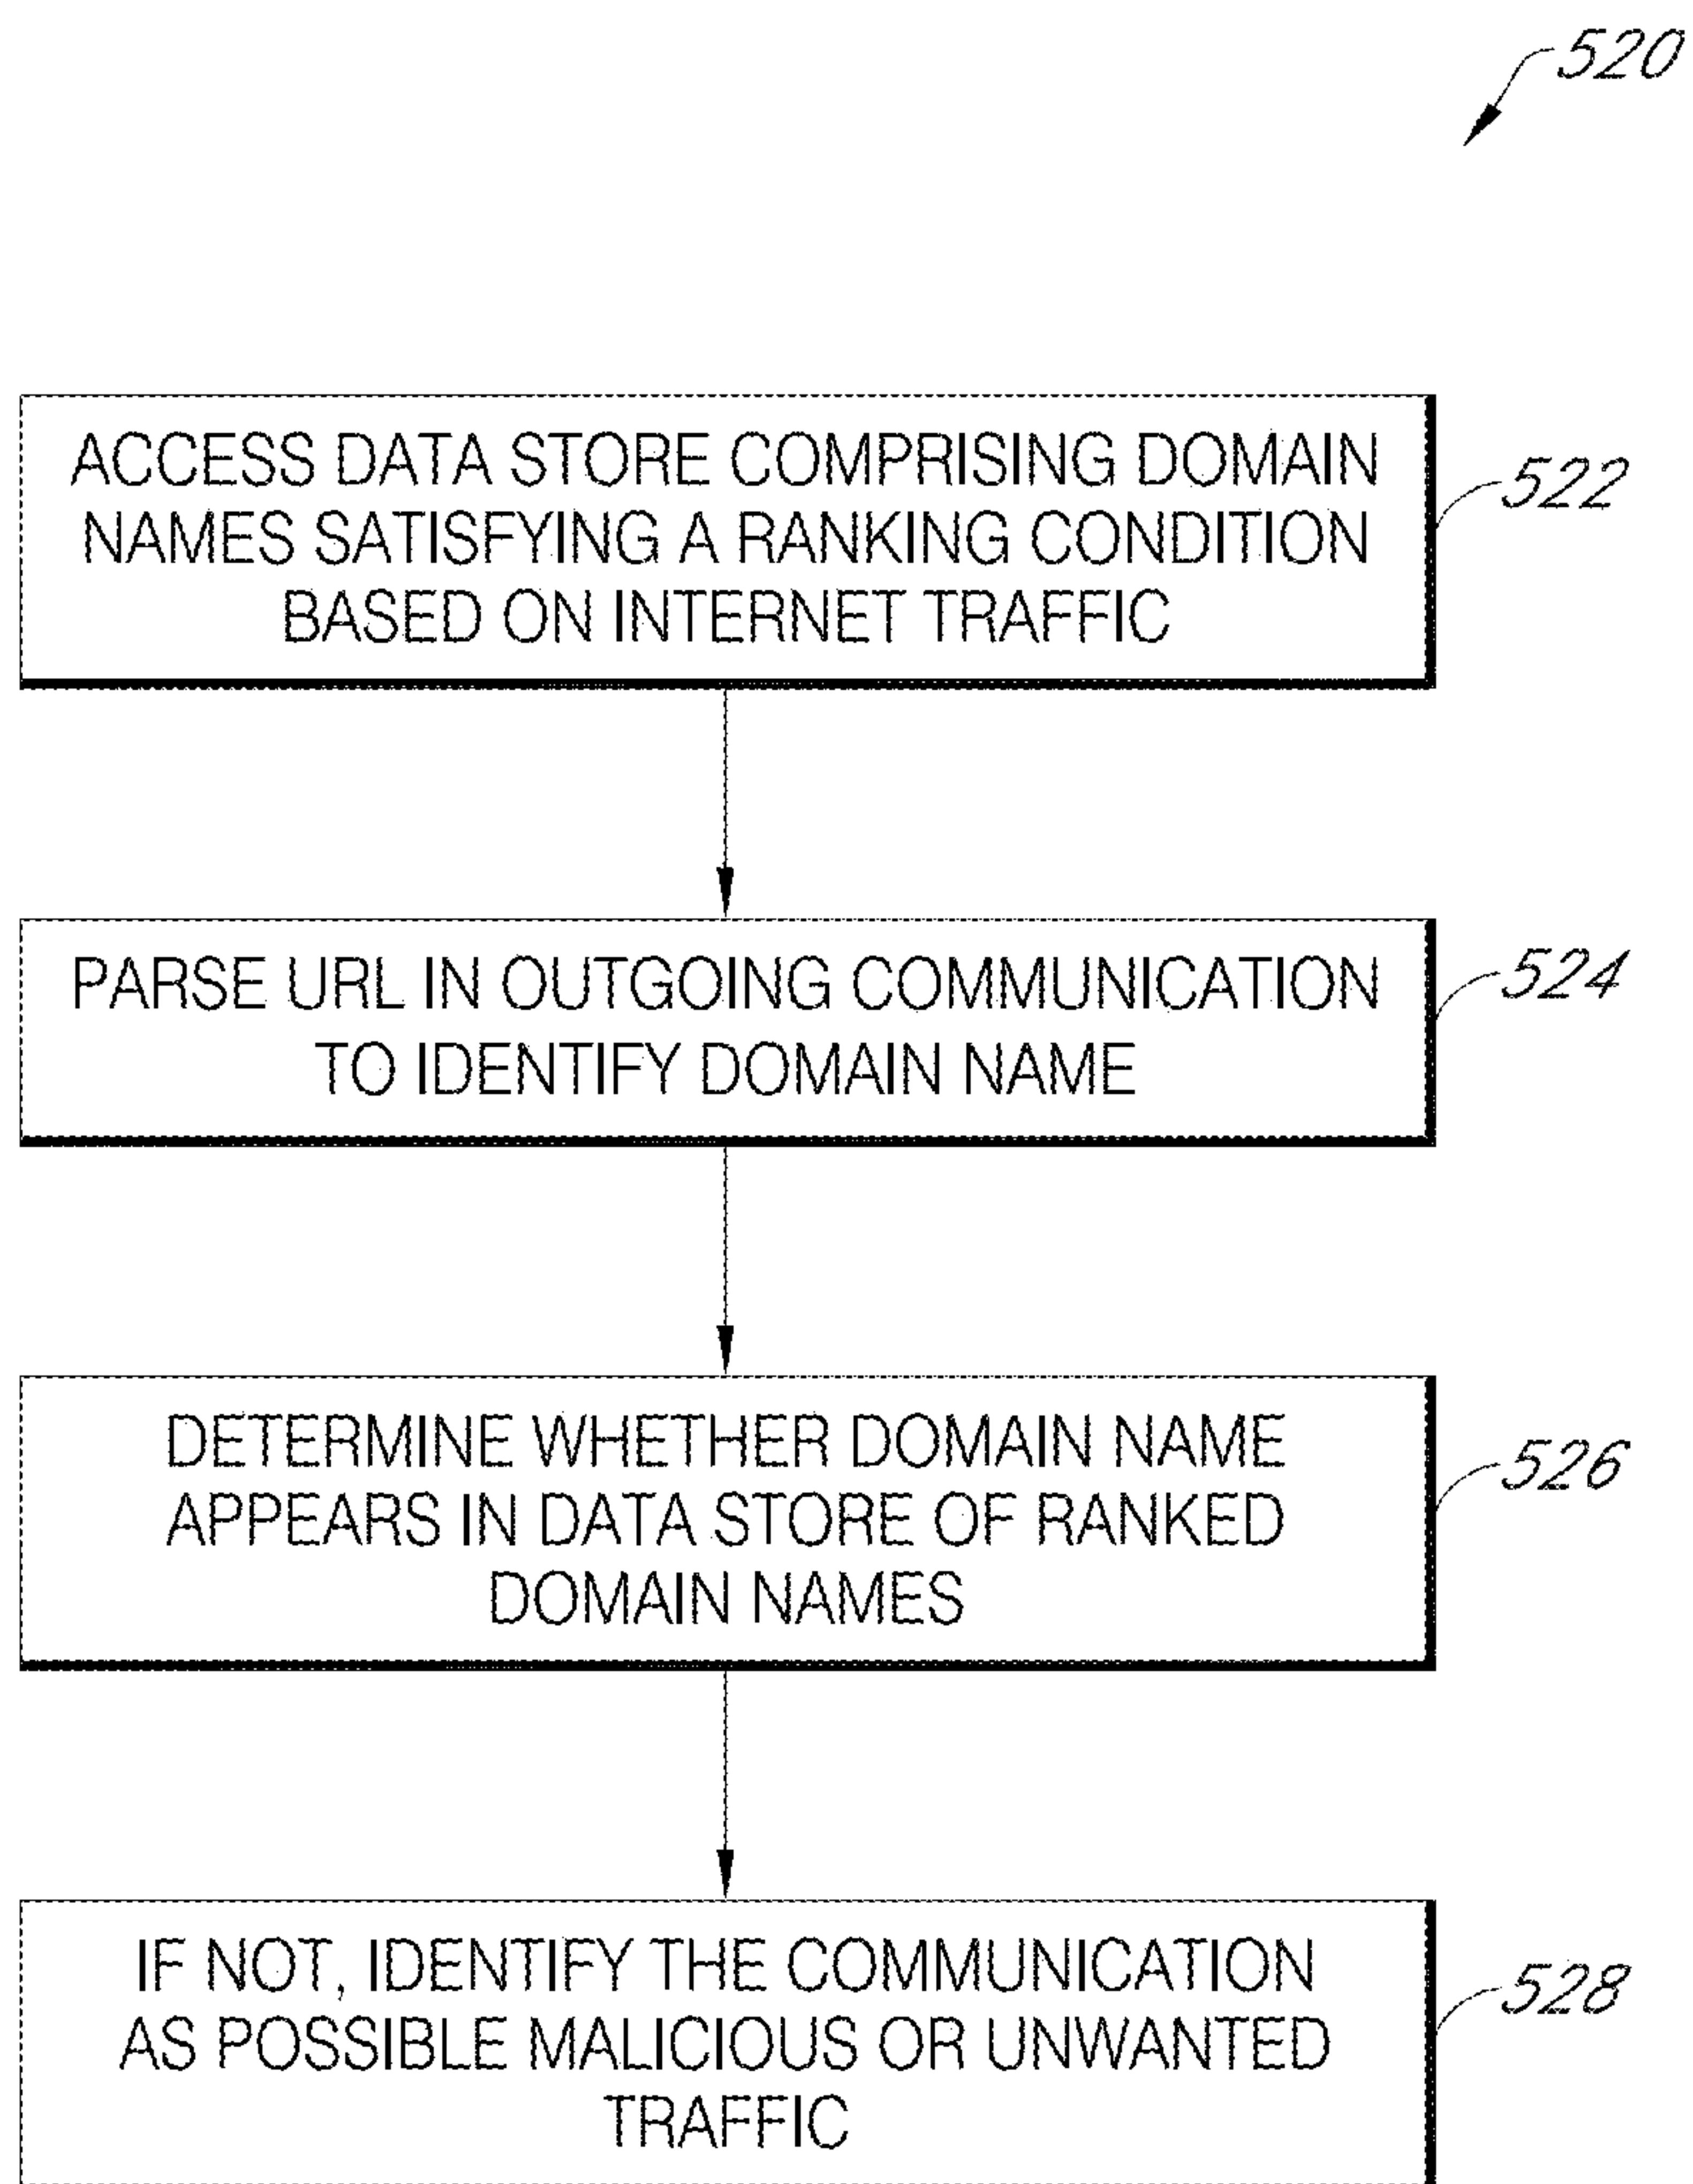 520
ACCESS DATA STORE COMPRISING DOMAIN
NAMES SATISFYING A RANKING CONDITION
BASED ON INTERNET TRAFFIC
522
PARSE URL IN OUTGOING COMMUNICATION
TO IDENTIFY DOMAIN NAME
524
DETERMINE WHETHER DOMAIN NAME
APPEARS IN DATA STORE OF RANKED
DOMAIN NAMES
526
IF NOT, IDENTIFY THE COMMUNICATION
AS POSSIBLE MALICIOUS OR UNWANTED
TRAFFIC
528